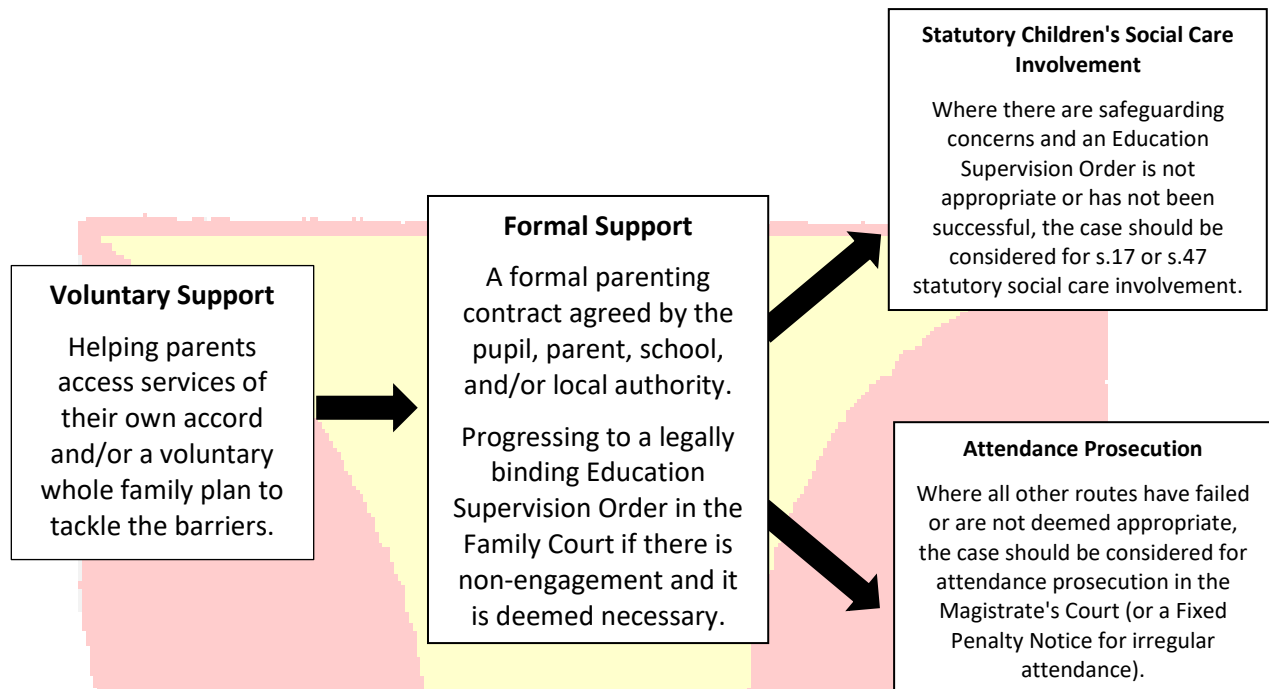 Voluntary Support
Helping parents
access services of
their own accord
and/or a voluntary
whole family plan to
tackle the barriers.
Formal Support
A formal parenting
contract agreed by the
pupil, parent, school,
and/or local authority.
Progressing to a legally
binding Education
Supervision Order in the
Family Court if there is
non-engagement and it
is deemed necessary.
Statutory Children's Social Care
Involvement
Where there are safeguarding
concerns and an Education
Supervision Order is not
appropriate or has not been
successful, the case should be
considered for s.17 or s.47
statutory social care involvement.
Attendance Prosecution
Where all other routes have failed
or are not deemed appropriate,
the case should be considered for
attendance prosecution in the
Magistrate's Court (or a Fixed
Penalty Notice for irregular
attendance).